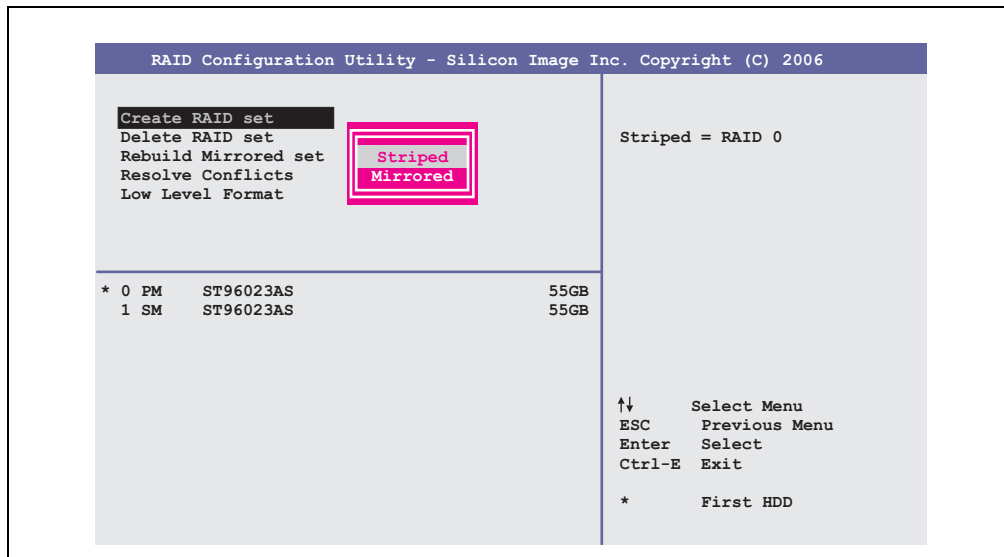 RAID Configuration Utility - Silicon Image Inc. Copyright (C) 2006
Create RAID set
Delete RAID set
Rebuild Mirrored set
Resolve Conflicts
Low Level Format
Striped
Mirrored
Striped = RAID 0
* 0 PM ST96023AS 55GB
1 SM ST96023AS 55GB
↑↓ Select Menu
ESC Previous Menu
Enter Select
Ctrl-E Exit
* First HDD